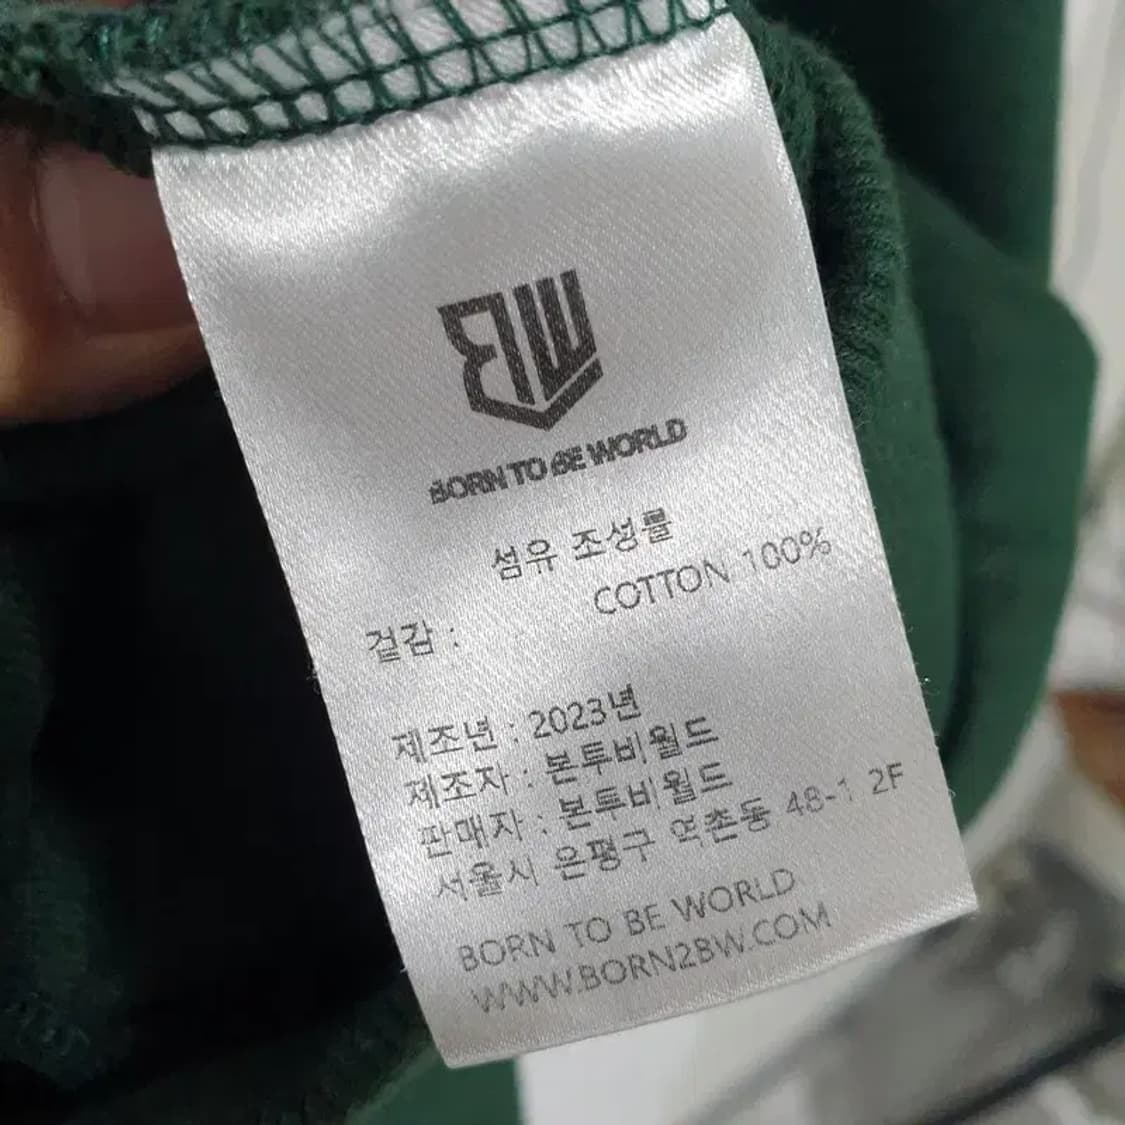 BW
BORN TO BE WORLD
섬유 조성률
COTTON 100%
겉감 :
제조년 : 2023년
제조자 : 본투비월드
판매자 : 본투비월드
서울시 은평구 역촌동 48-1 2F
BORN TO BE WORLD
WWW.BORN2BW.COM